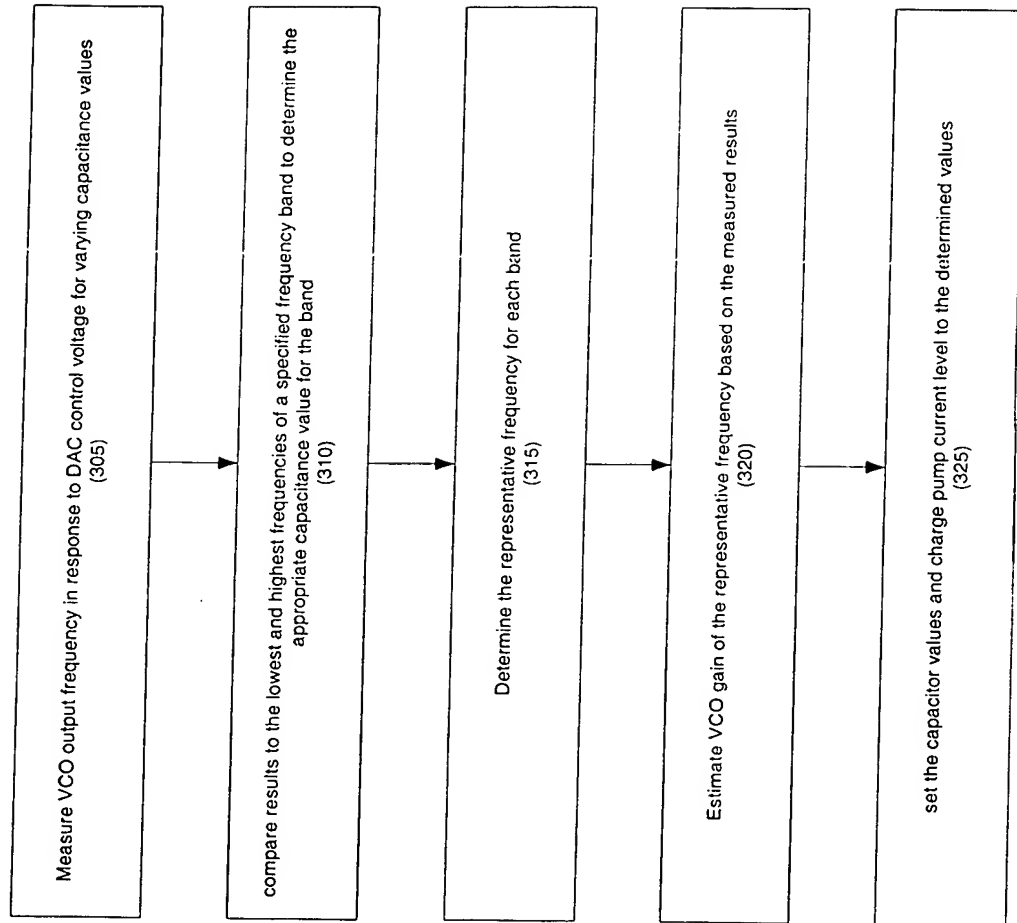 Measure VCO output frequency in response to DAC control voltage for varying capacitance values
(305)
compare results to the lowest and highest frequencies of a specified frequency band to determine the
appropriate capacitance value for the band
(310)
Determine the representative frequency for each band
(315)
Estimate VCO gain of the representative frequency based on the measured results
(320)
set the capacitor values and charge pump current level to the determined values
(325)